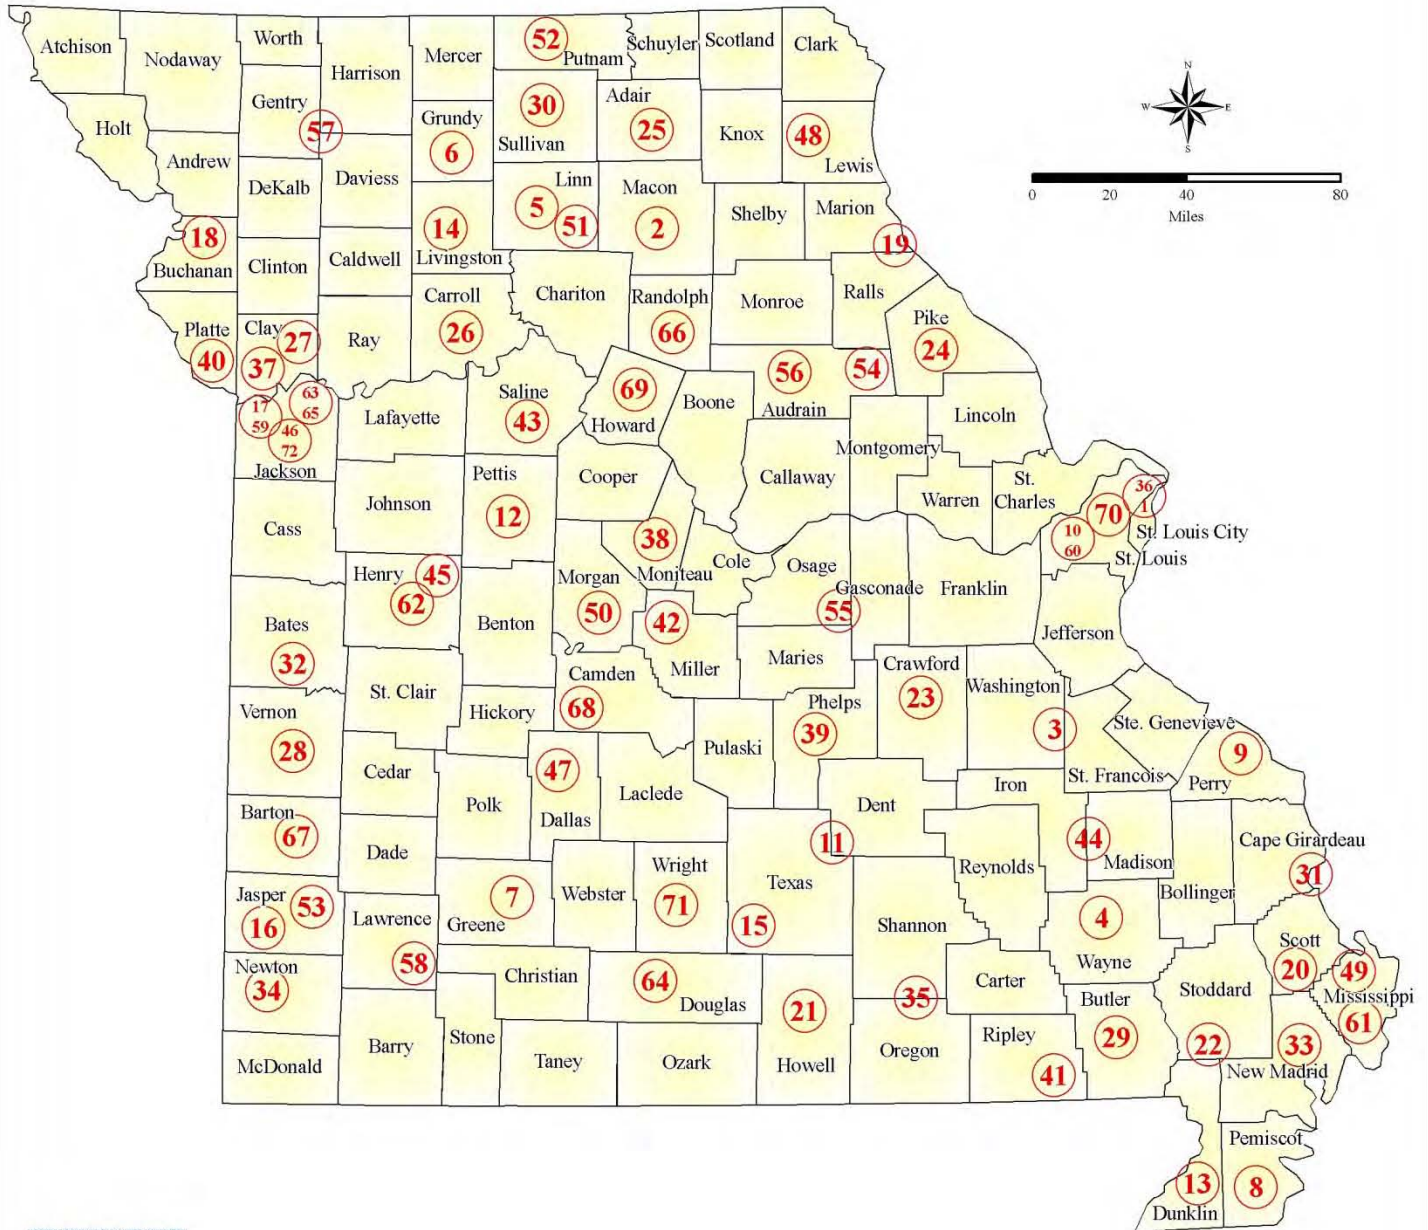 Atchison
Nodaway
Worth
Harrison
Mercer
52
Putnam
Schuyler
Scotland
Clark
N
W E
S
0 20 40 80
Miles
Holt
Gentry
57
Grundy
6
30
Sullivan
Adair
25
Knox
48
Lewis
Andrew
DeKalb
Daviess
Linn
5
51
Macon
2
Shelby
Marion
19
18
Buchanan
Clinton
Caldwell
14
Livingston
Chariton
Randolph
66
Monroe
Ralls
Pike
24
Platte
40
Clay
27
37
Ray
Carroll
26
56
Audrain
54
17
59
63
65
46
72
Jackson
Lafayette
Saline
43
69
Howard
Boone
Lincoln
Montgomery
Callaway
Warren
St.
Charles
36
1
70
10
60
St. Louis City
St. Louis
Cass
Johnson
Pettis
12
Cooper
38
Moniteau
Cole
Osage
55
Gasconade
Franklin
Jefferson
Henry
45
62
Benton
Morgan
50
42
Miller
Maries
Bates
32
St. Clair
Hickory
Camden
68
Pulaski
Phelps
39
Crawford
23
Washington
3
St. Francois
Ste. Genevieve
9
Perry
Vernon
28
Cedar
Polk
47
Dallas
Laclede
Dent
11
Iron
44
Madison
Bollinger
Cape Girardeau
31
Barton
67
Dade
7
Greene
Webster
Wright
71
Texas
15
Shannon
Reynolds
4
Wayne
Jasper
53
16
Lawrence
58
Christian
64
Douglas
21
Howell
35
Carter
Stoddard
22
Scott
20
49
Mississippi
61
Newton
34
McDonald
Barry
Stone
Taney
Ozark
Oregon
Ripley
41
Butler
29
33
New Madrid
Pemiscot
8
13
Dunklin